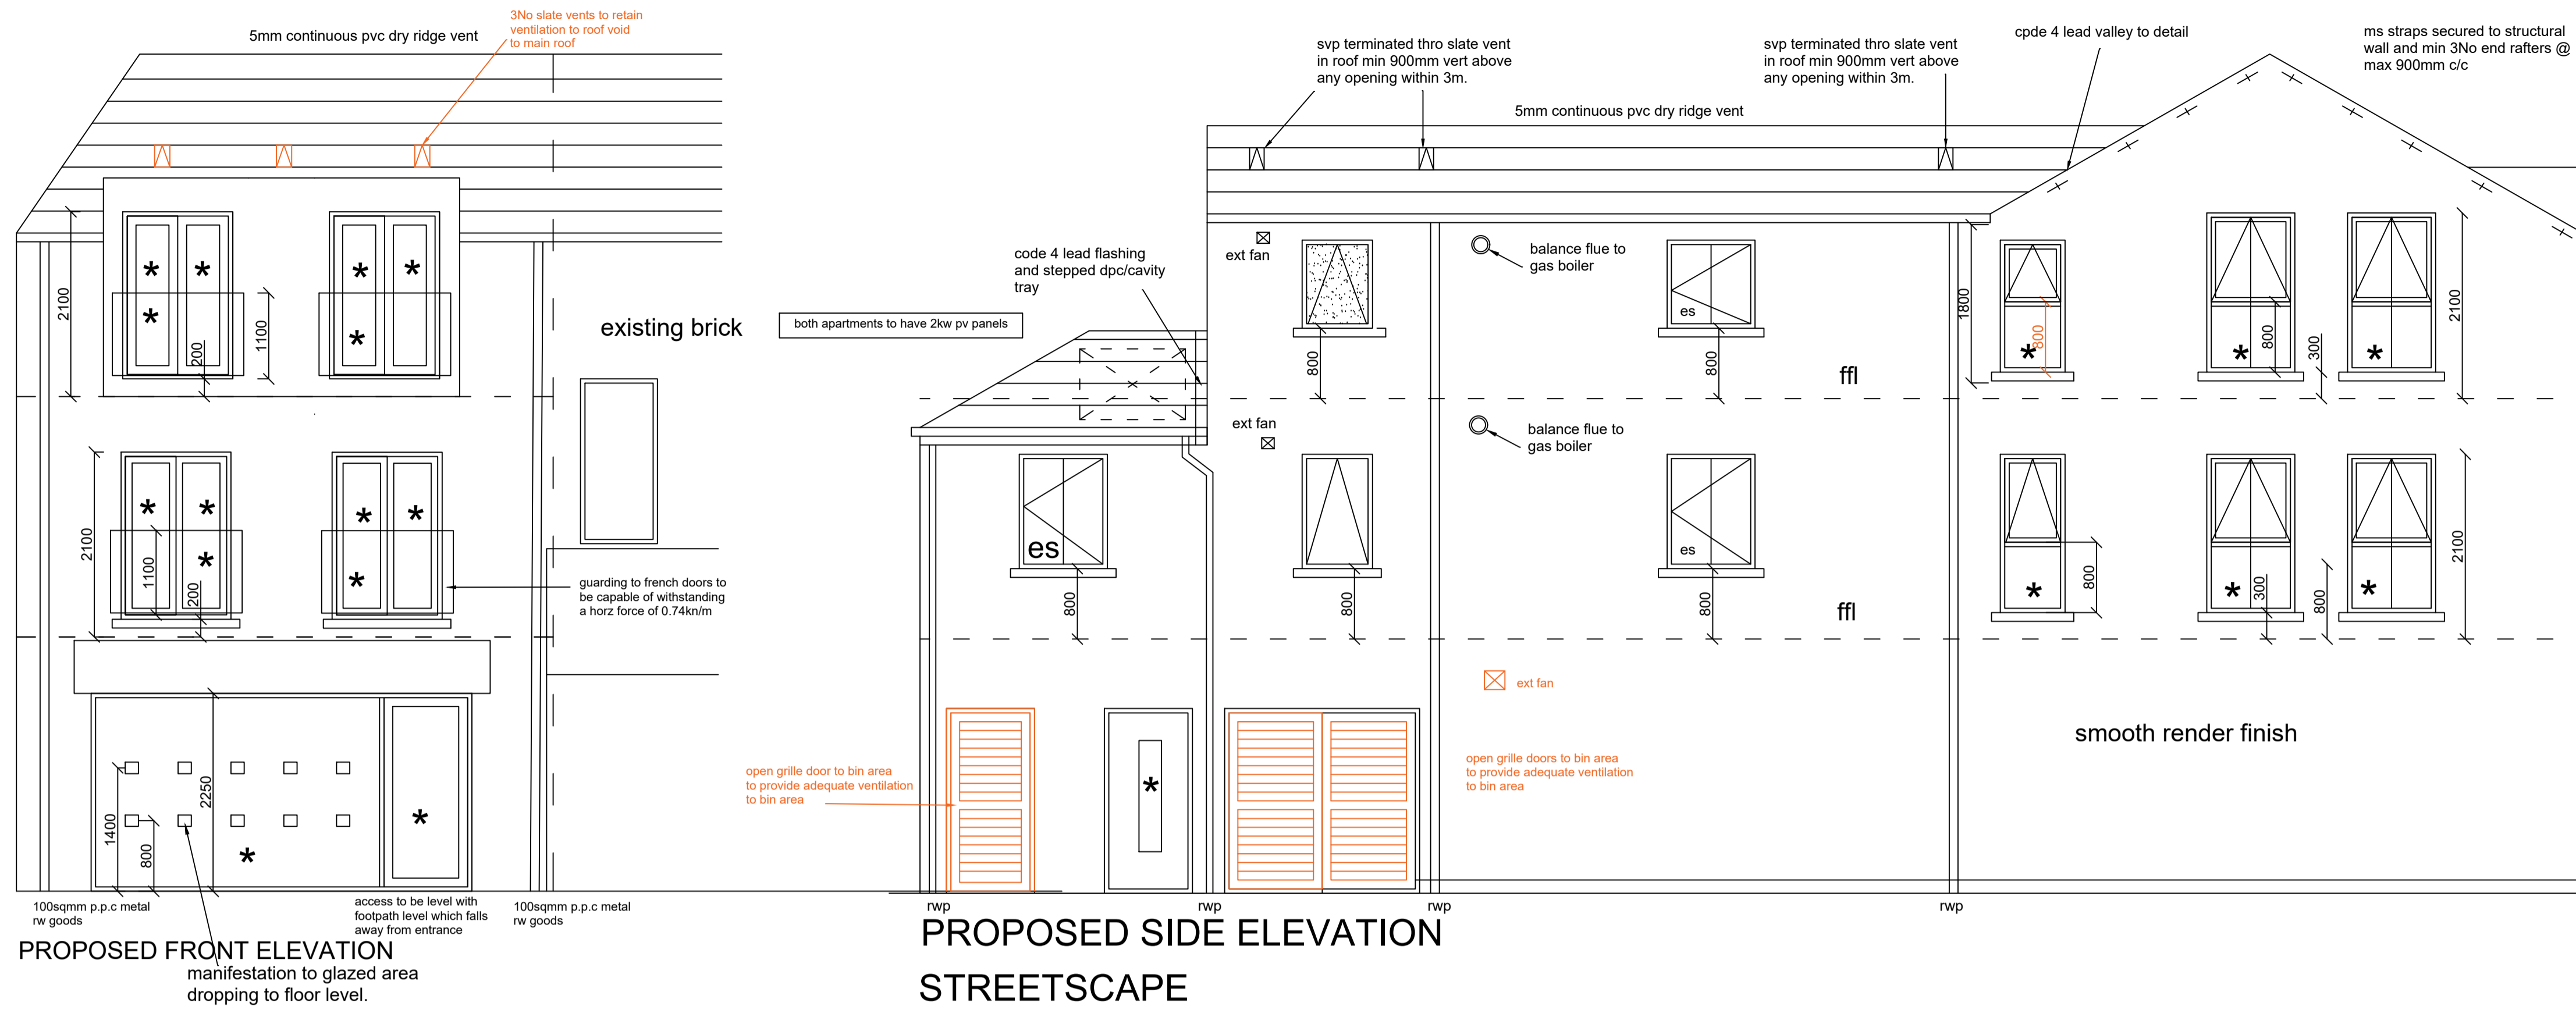 3No slate vents to retain
ventilation to roof void
to main roof
5mm continuous pvc dry ridge vent
2100
200
1100
existing brick
2100
1100
200
guarding to french doors to
be capable of withstanding
a horz force of 0.74kn/m
1400
800
2250
100sqmm p.p.c metal
rw goods
access to be level with
footpath level which falls
away from entrance
100sqmm p.p.c metal
rw goods
PROPOSED FRONT ELEVATION
manifestation to glazed area
dropping to floor level.
both apartments to have 2kw pv panels
svp terminated thro slate vent
in roof min 900mm vert above
any opening within 3m.
svp terminated thro slate vent
in roof min 900mm vert above
any opening within 3m.
cpde 4 lead valley to detail
ms straps secured to structural
wall and min 3No end rafters @
max 900mm c/c
5mm continuous pvc dry ridge vent
code 4 lead flashing
and stepped dpc/cavity
tray
ext fan
balance flue to
gas boiler
es
800
800
ffl
1800
800
800
300
2100
ext fan
balance flue to
gas boiler
es
es
800
800
800
ffl
800
300
800
2100
ext fan
open grille door to bin area
to provide adequate ventilation
to bin area
open grille doors to bin area
to provide adequate ventilation
to bin area
smooth render finish
rwp
rwp
rwp
rwp
PROPOSED SIDE ELEVATION
STREETSCAPE